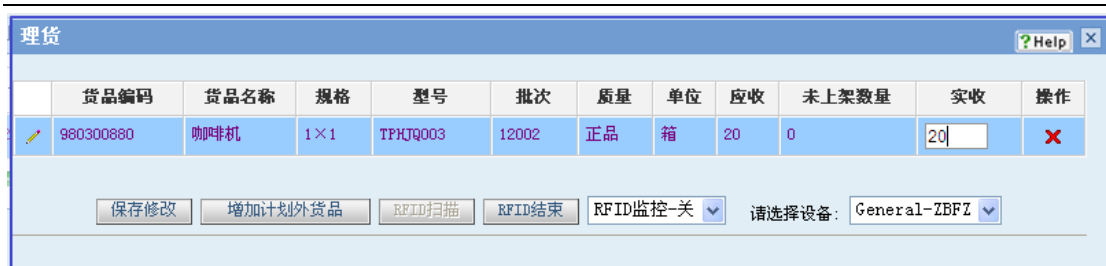 理货 ?Help
货品编码 货品名称 规格 型号 批次 质量 单位 应收 未上架数量 实收 操作
980300880 咖啡机 1×1 TPHJQ003 12002 正品 箱 20 0 20
保存修改 增加计划外货品 RFID扫描 RFID结束 RFID监控-关 请选择设备: General-ZBFZ